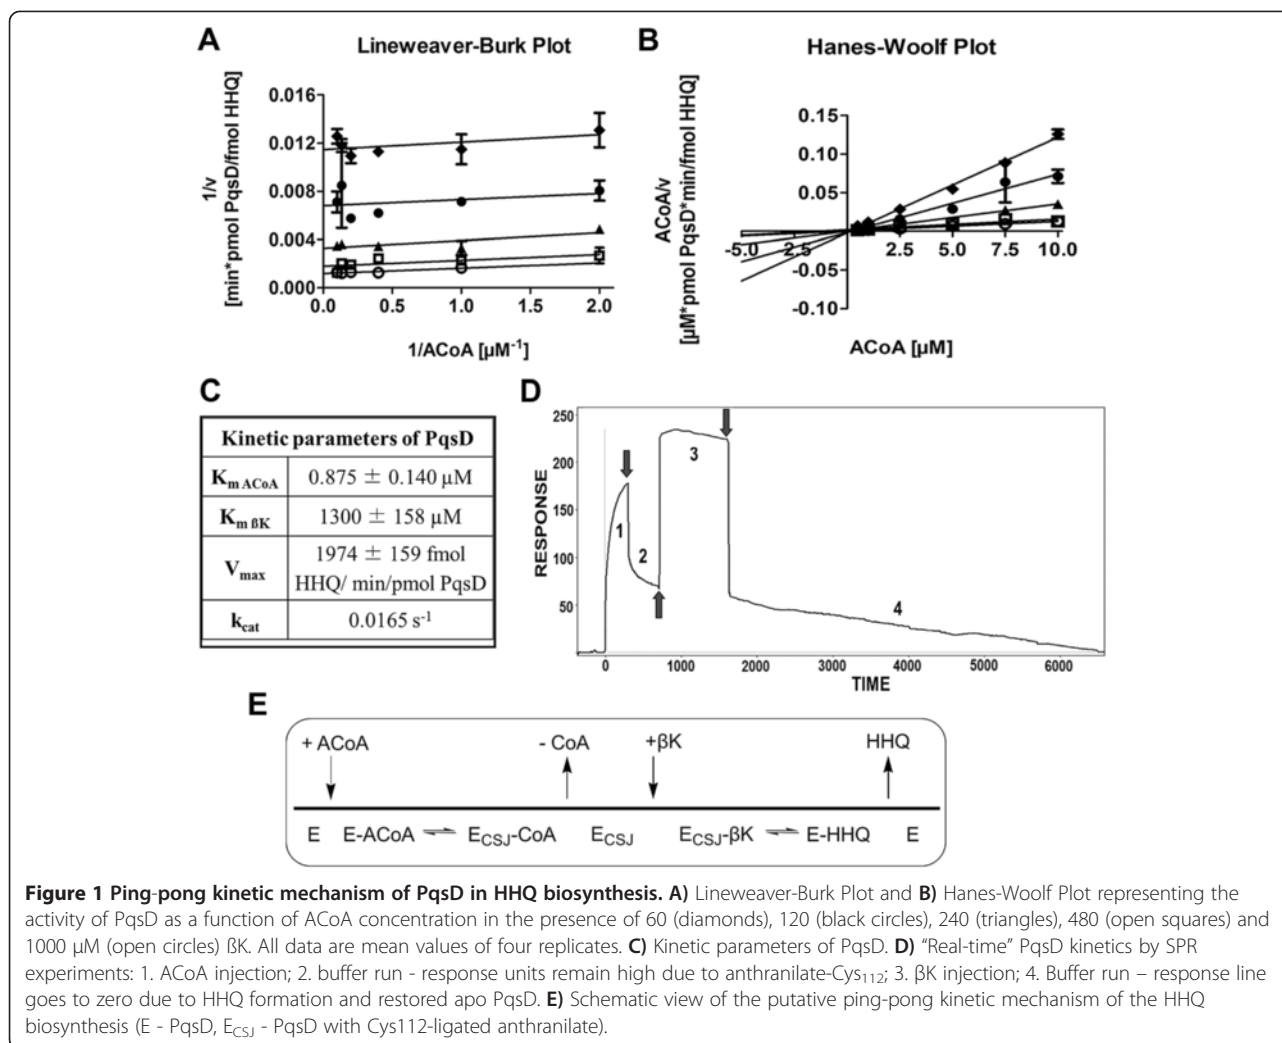 A
Lineweaver-Burk Plot
1/v
[min*pmol PqsD/fmol HHQ]
0.016
0.012
0.008
0.004
0.000
0.0 0.5 1.0 1.5 2.0
1/ACoA [µM⁻¹]
B
Hanes-Woolf Plot
ACoA/v
[µM*pmol PqsD*min/fmol HHQ]
0.15
0.10
0.05
-5.0 2.5 2.5 5.0 7.5 10.0
-0.05
-0.10
ACoA [µM]
C
Kinetic parameters of PqsD
Km ACoA 0.875 ± 0.140 µM
Km ßK 1300 ± 158 µM
Vmax 1974 ± 159 fmol
HHQ/ min/pmol PqsD
kcat 0.0165 s⁻¹
D
RESPONSE
250
200
150
100
50
1
2
3
4
0 1000 2000 3000 4000 5000 6000
TIME
E
+ ACoA - CoA +βK HHQ
E E-ACoA ⇌ ECSJ-CoA ECSJ ECSJ-βK ⇌ E-HHQ E
Figure 1 Ping-pong kinetic mechanism of PqsD in HHQ biosynthesis. A) Lineweaver-Burk Plot and B) Hanes-Woolf Plot representing the
activity of PqsD as a function of ACoA concentration in the presence of 60 (diamonds), 120 (black circles), 240 (triangles), 480 (open squares) and
1000 µM (open circles) ßK. All data are mean values of four replicates. C) Kinetic parameters of PqsD. D) “Real-time” PqsD kinetics by SPR
experiments: 1. ACoA injection; 2. buffer run - response units remain high due to anthranilate-Cys112; 3. βK injection; 4. Buffer run – response line
goes to zero due to HHQ formation and restored apo PqsD. E) Schematic view of the putative ping-pong kinetic mechanism of the HHQ
biosynthesis (E - PqsD, ECSJ - PqsD with Cys112-ligated anthranilate).